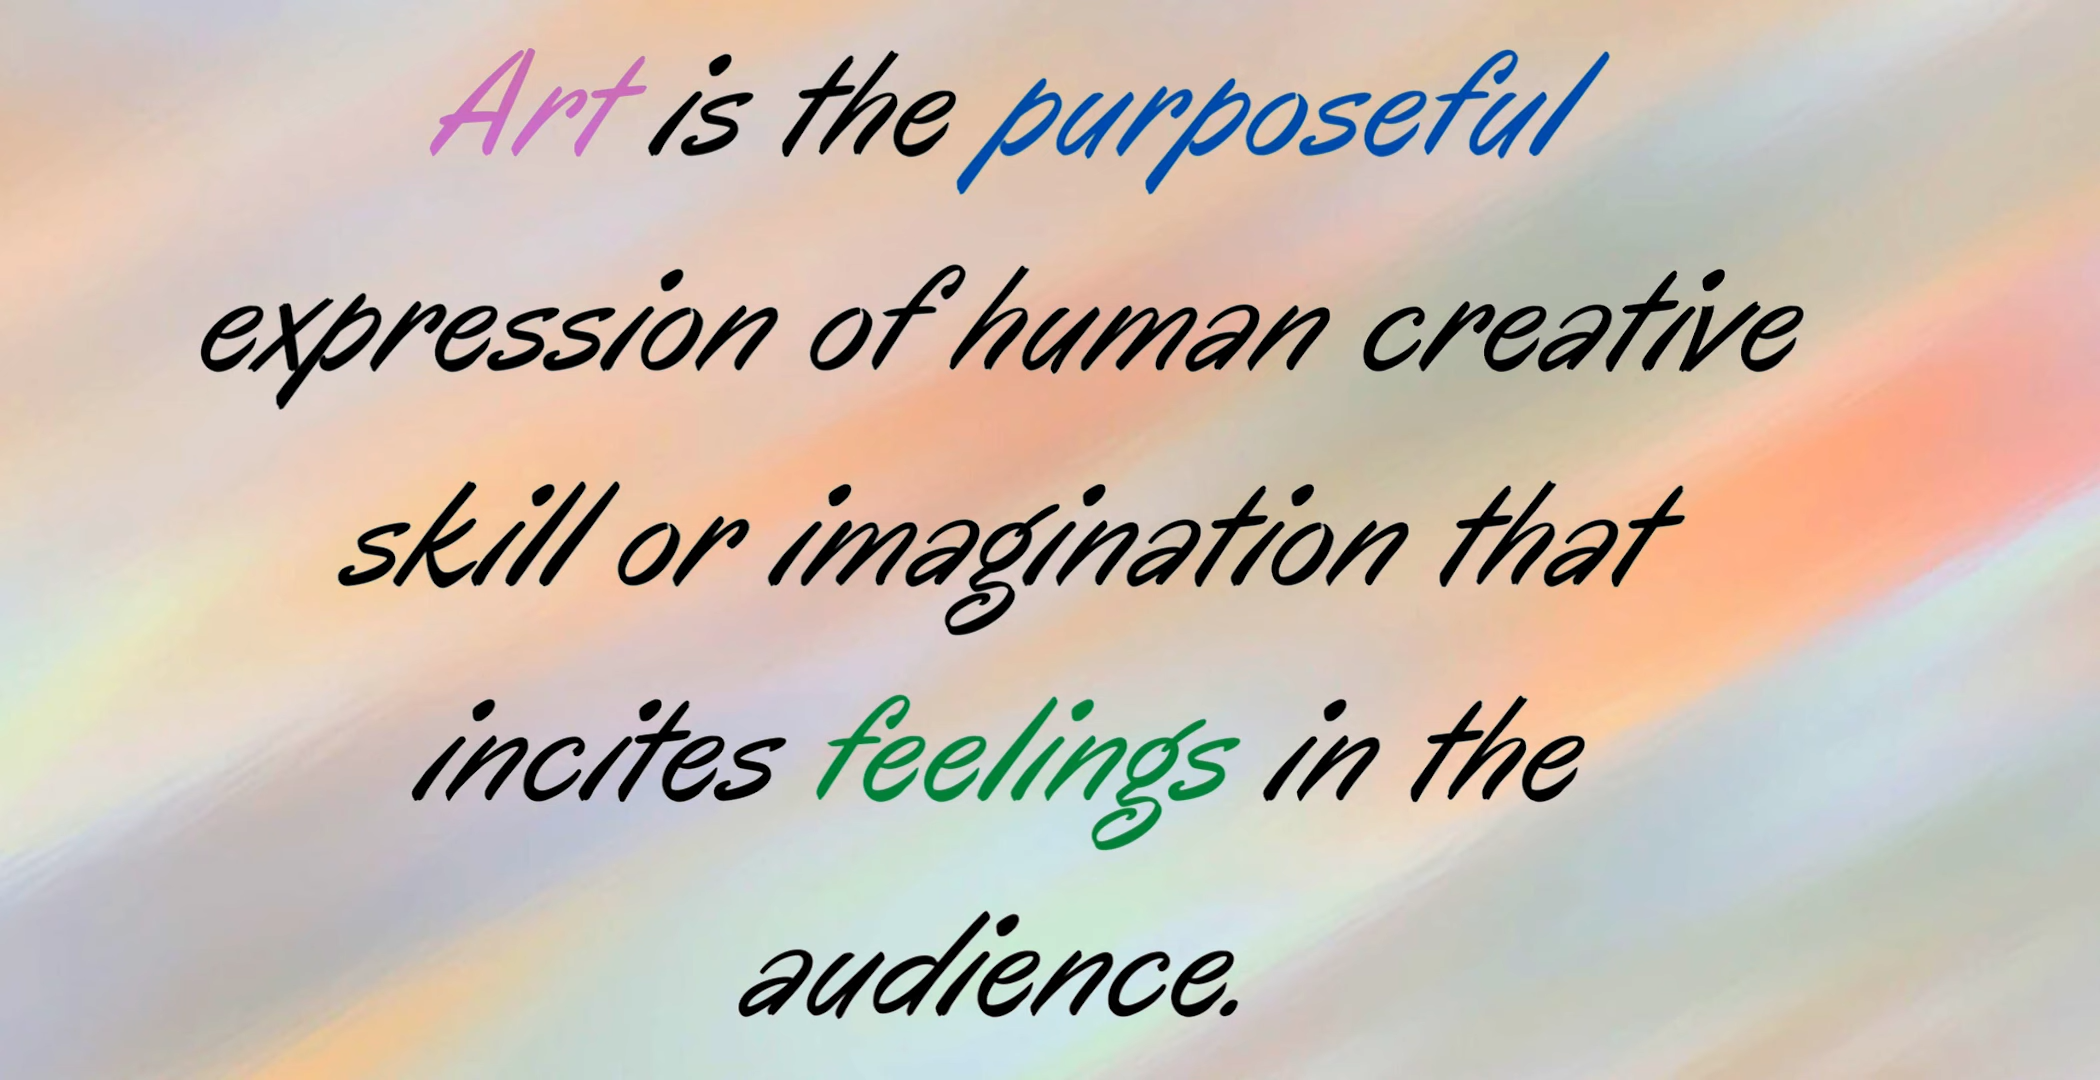 Art is the purposeful
expression of human creative
skill or imagination that
incites feelings in the
audience.